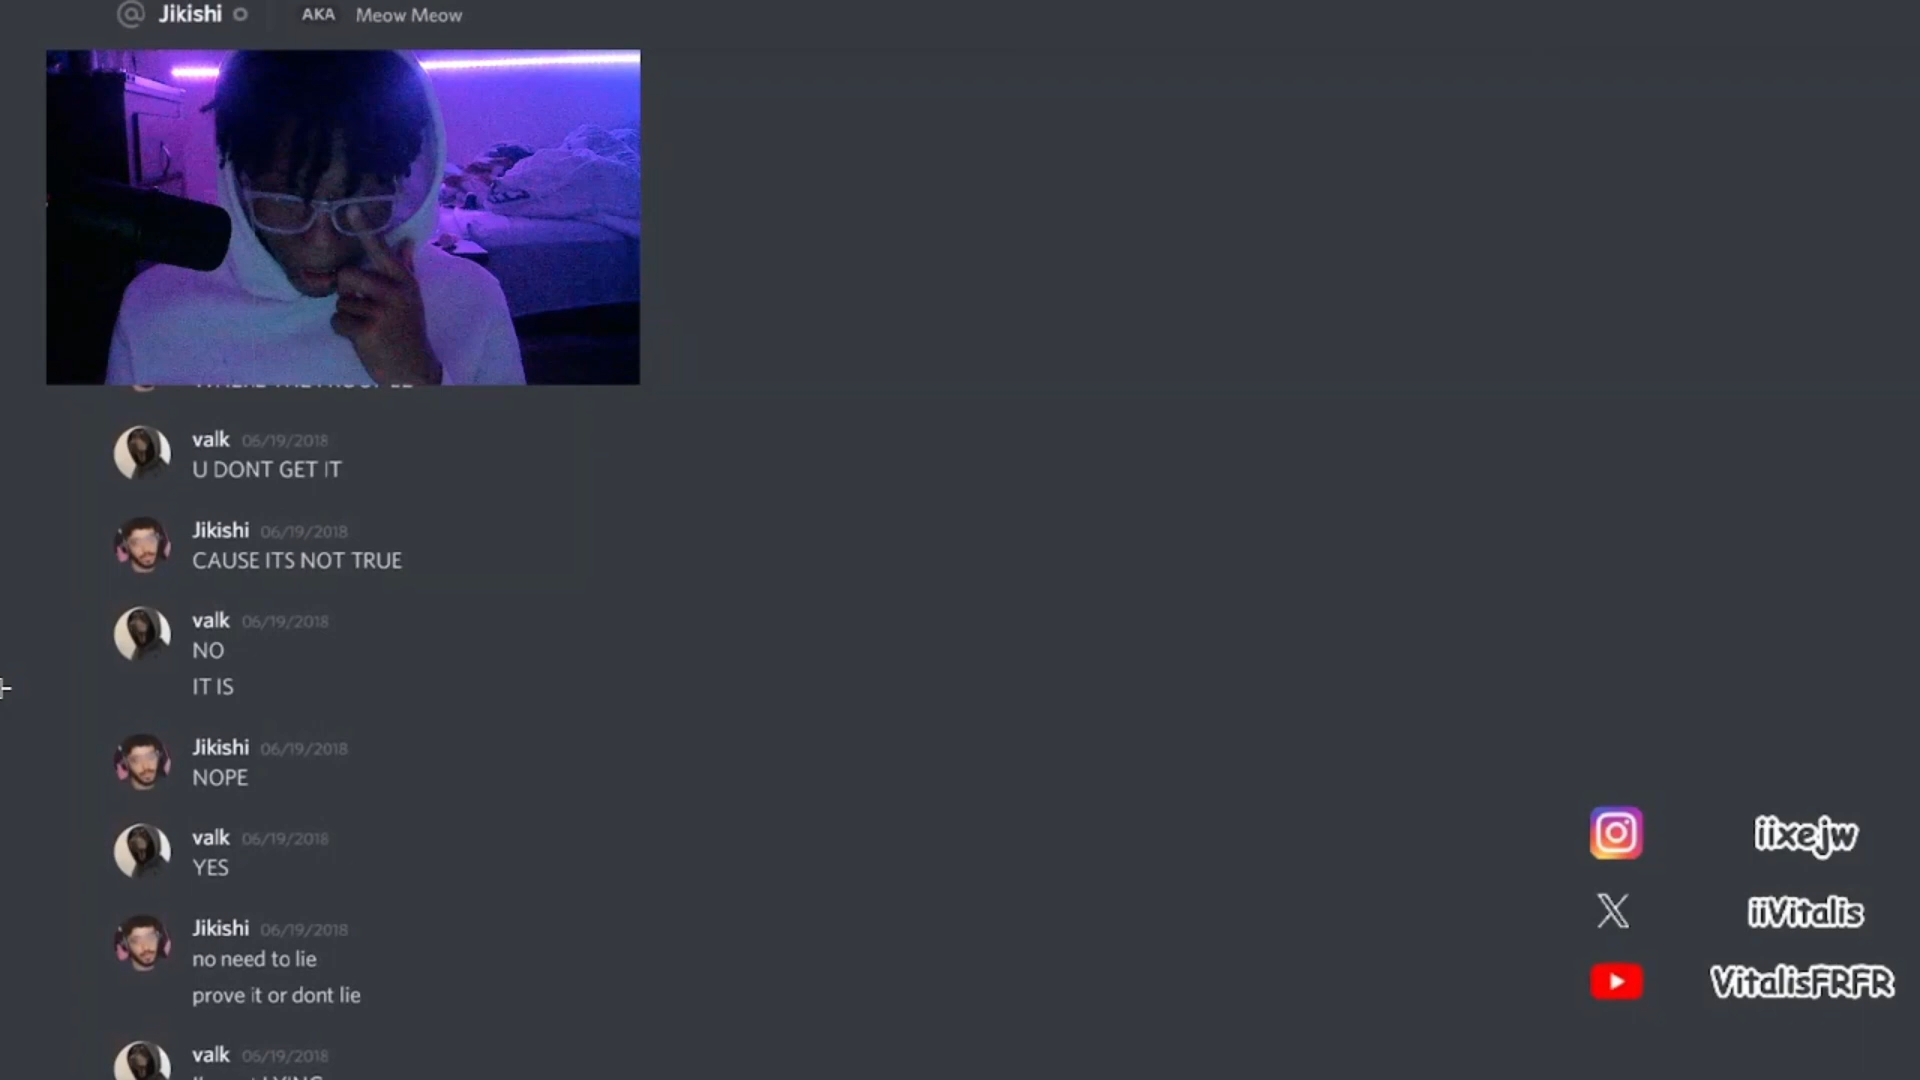 @ Jikishi AKA Meow Meow
valk 06/19/2018
U DONT GET IT
Jikishi 06/19/2018
CAUSE ITS NOT TRUE
valk 06/19/2018
NO
IT IS
Jikishi 06/19/2018
NOPE
valk 06/19/2018
YES
Jikishi 06/19/2018
no need to lie
prove it or dont lie
valk 06/19/2018
iixejw
iiVitalis
VitalisFRFR